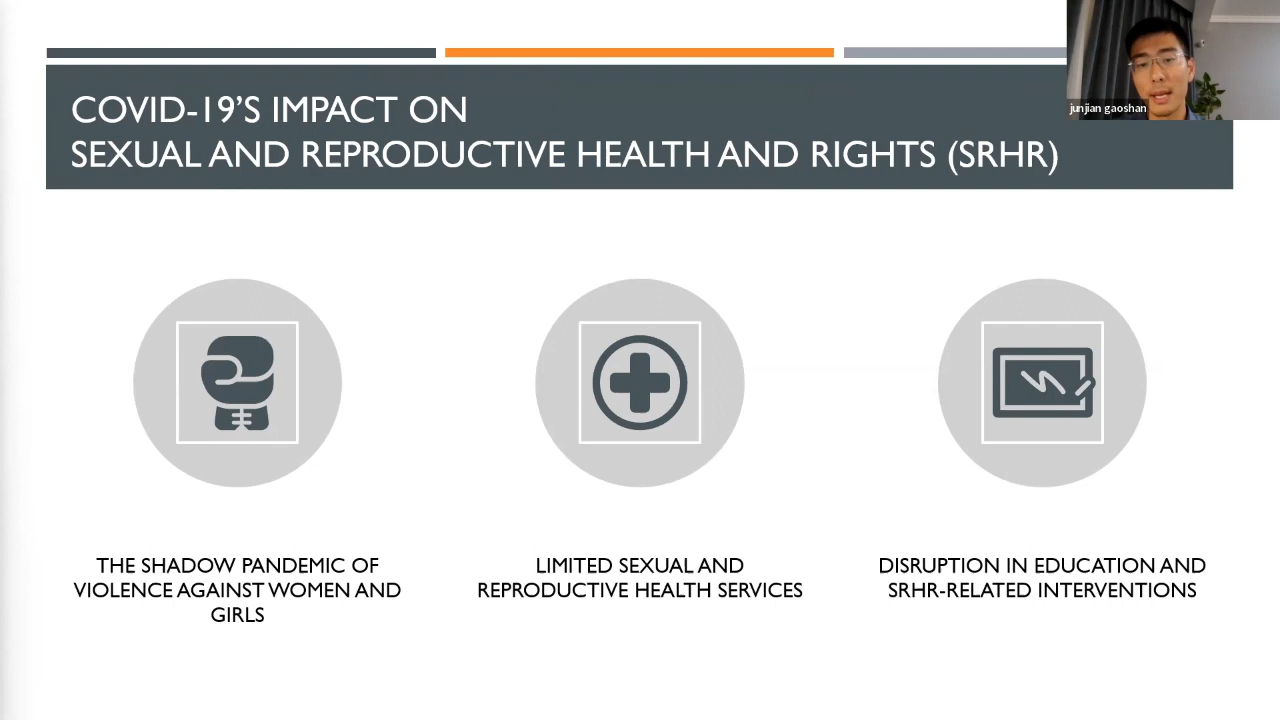 COVID-19’S IMPACT ON
SEXUAL AND REPRODUCTIVE HEALTH AND RIGHTS (SRHR)
junjian gaoshan
THE SHADOW PANDEMIC OF
VIOLENCE AGAINST WOMEN AND
GIRLS
LIMITED SEXUAL AND
REPRODUCTIVE HEALTH SERVICES
DISRUPTION IN EDUCATION AND
SRHR-RELATED INTERVENTIONS